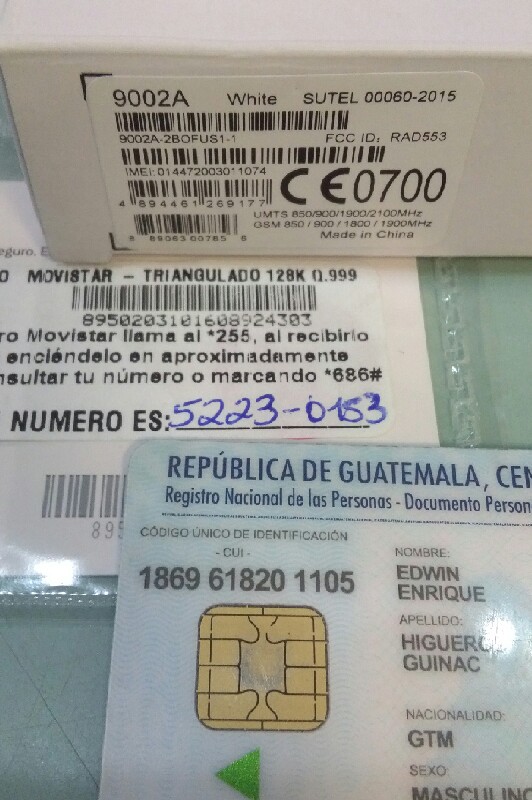 9002A White SUTEL 00060-2015
9002A-2BOFUS1-1 FCC ID: RAD553
IMEI:014472003011074
CE0700
4 894461 269177
UMTS 850/900/1900/2100MHz
GSM 850 / 900 / 1800 / 1900MHz
8 89063 00785 6
Made in China
eguro. E
O MOVISTAR - TRIANGULADO 128K 0.999
8950203101608924303
ro Movistar llama al *255, al recibirlo
enciéndelo en aproximadamente
nsultar tu número o marcando *686#
NUMERO ES: 5223-0153
895
REPÚBLICA DE GUATEMALA, CEN
Registro Nacional de las Personas - Documento Person
CÓDIGO ÚNICO DE IDENTIFICACIÓN
- CUI -
1869 61820 1105
NOMBRE:
EDWIN
ENRIQUE
APELLIDO:
HIGUERO
GUINAC
NACIONALIDAD:
GTM
SEXO:
MASCULINO